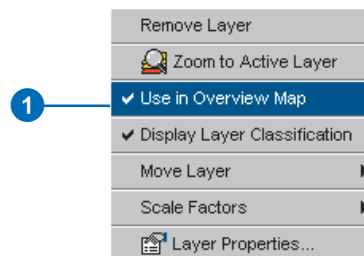 Remove Layer
Zoom to Active Layer
1
Use in Overview Map
Display Layer Classification
Move Layer
Scale Factors
Layer Properties...